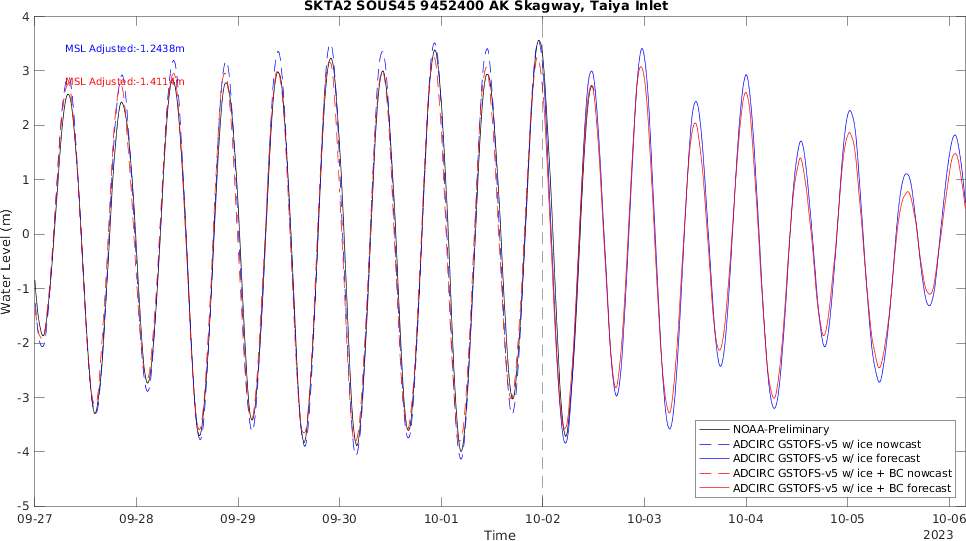 SKTA2 SOUS45 9452400 AK Skagway, Taiya Inlet
MSL Adjusted:-1.2438m
MSL Adjusted:-1.4115m
4
3
2
1
0
-1
-2
-3
-4
-5
Water Level (m)
09-27 09-28 09-29 09-30 10-01 10-02 10-03 10-04 10-05 10-06
Time
2023
NOAA-Preliminary
ADCIRC GSTOFS-v5 w/ ice nowcast
ADCIRC GSTOFS-v5 w/ ice forecast
ADCIRC GSTOFS-v5 w/ ice + BC nowcast
ADCIRC GSTOFS-v5 w/ ice + BC forecast